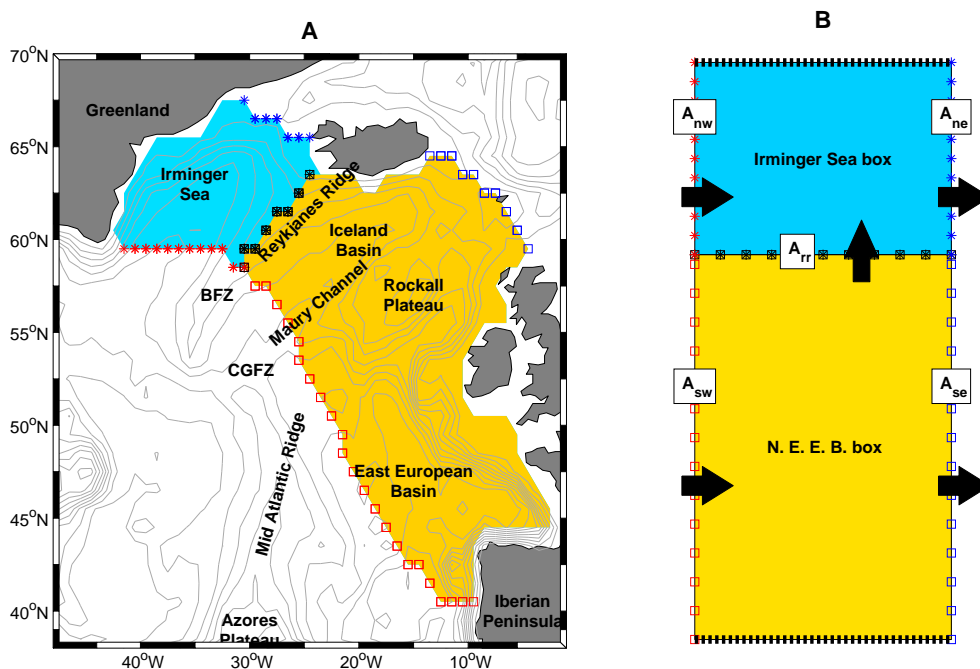 A
B
70°N
65°N
60°N
55°N
50°N
45°N
40°N
40°W
30°W
20°W
10°W
Greenland
Irminger
Sea
Reykjanes Ridge
Iceland
Basin
Maury Channel
Rockall
Plateau
BFZ
CGFZ
Mid Atlantic Ridge
East European
Basin
Azores
Plateau
Iberian
Peninsula
Anw
Ane
Irminger Sea box
Arr
Asw
Ase
N. E. E. B. box